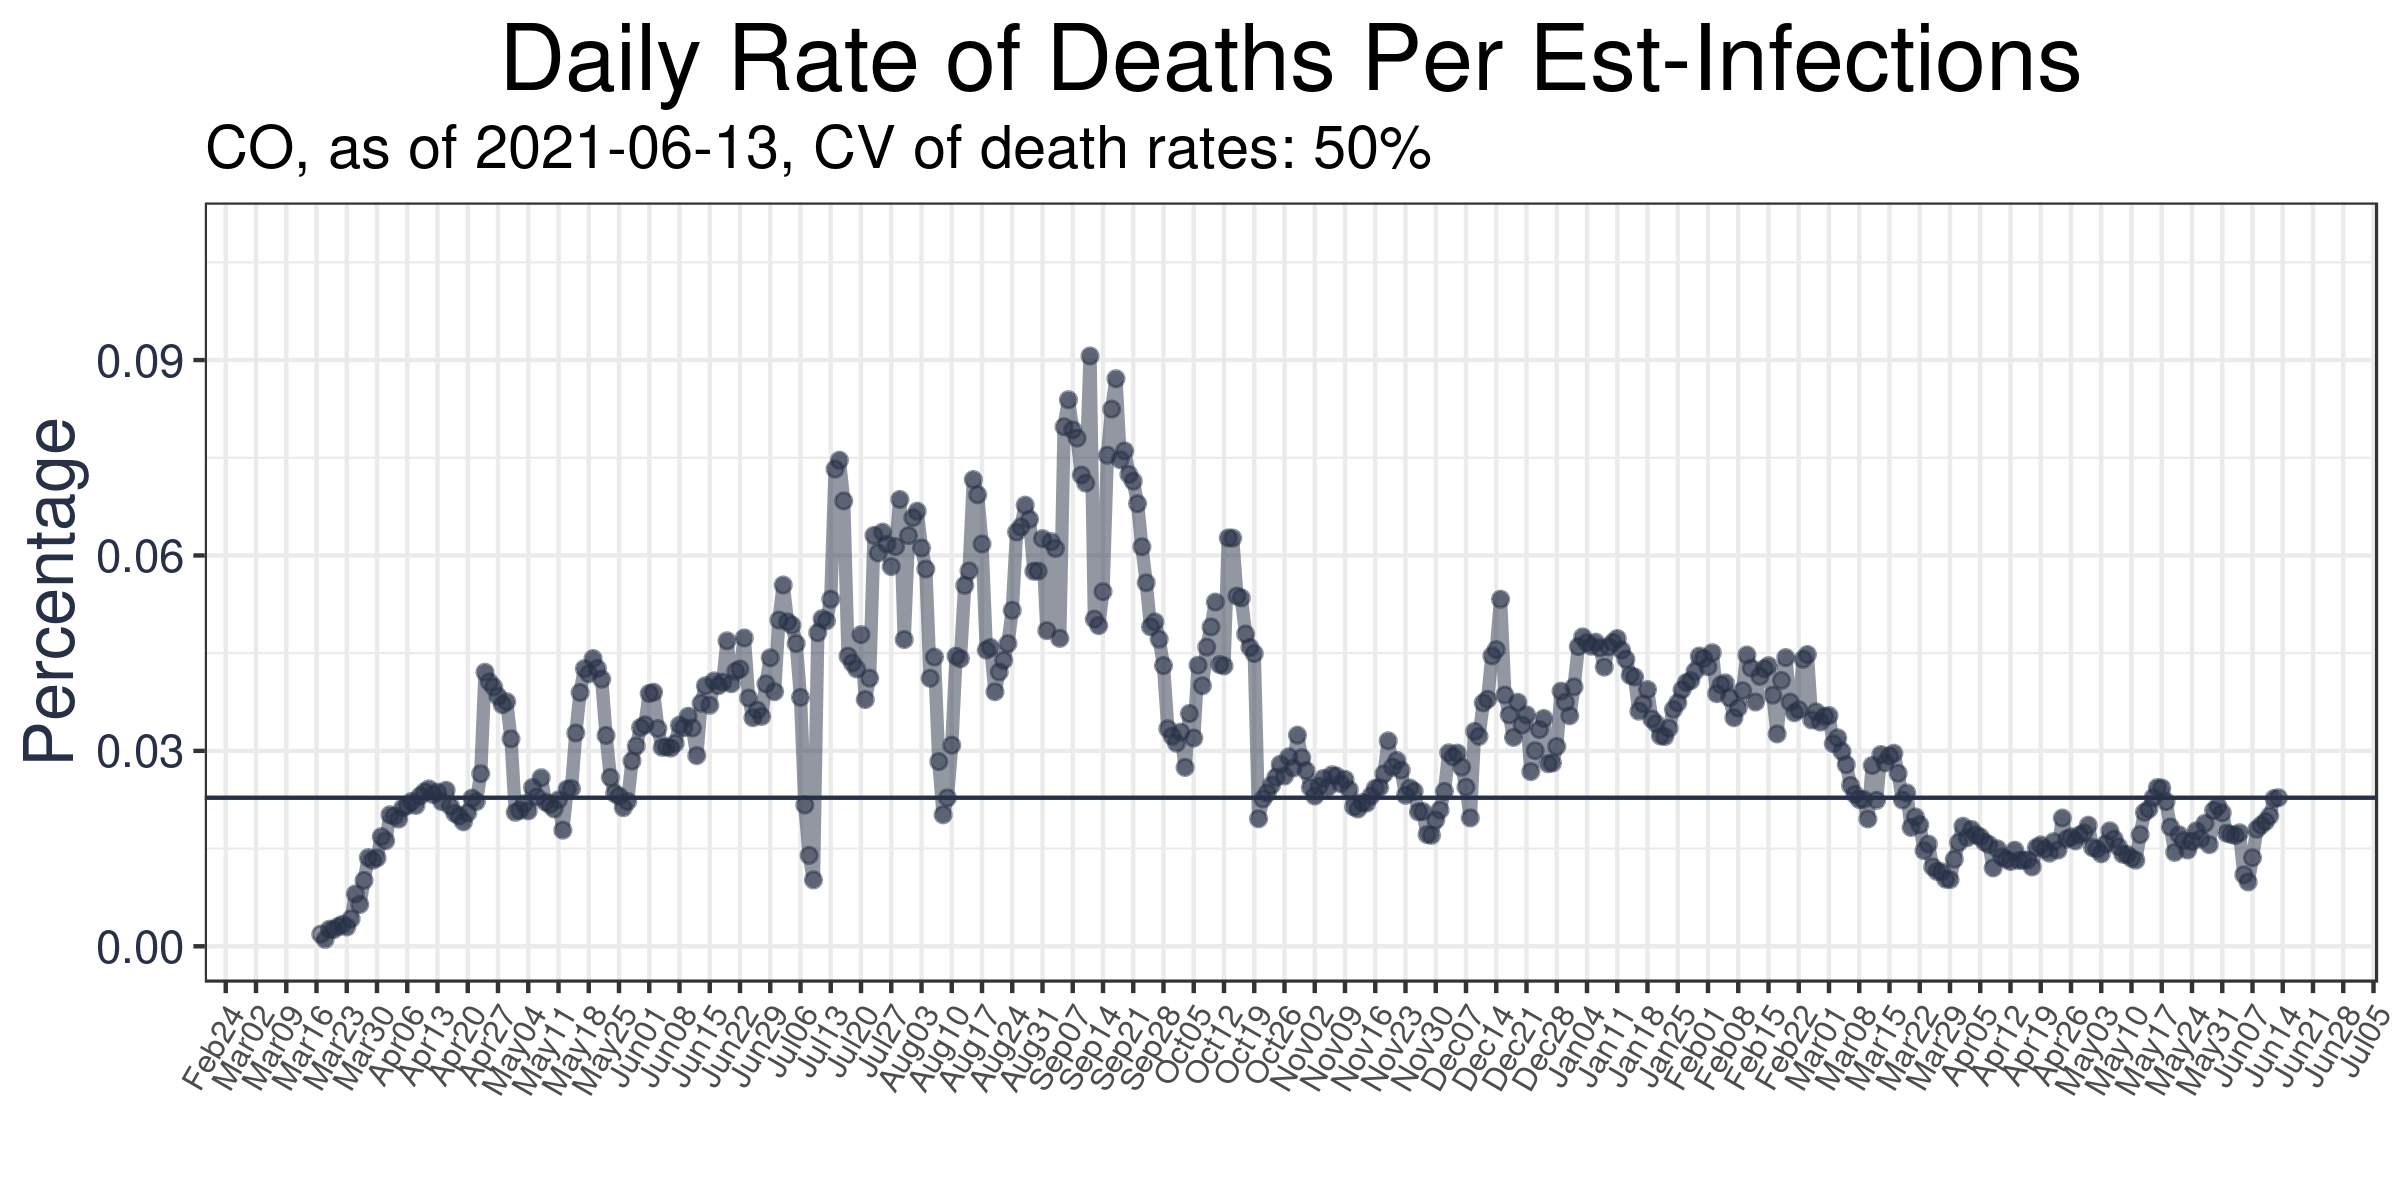 Daily Rate of Deaths Per Est-Infections
CO, as of 2021-06-13, CV of death rates: 50%
Percentage
0.09
0.06
0.03
0.00
Feb24 Mar02 Mar09 Mar16 Mar23 Mar30 Apr06 Apr13 Apr20 Apr27 May04 May11 May18 May25 Jun01 Jun08 Jun15 Jun22 Jun29 Jul06 Jul13 Jul20 Jul27 Aug03 Aug10 Aug17 Aug24 Aug31 Sep07 Sep14 Sep21 Sep28 Oct05 Oct12 Oct19 Oct26 Nov02 Nov09 Nov16 Nov23 Nov30 Dec07 Dec14 Dec21 Dec28 Jan04 Jan11 Jan18 Jan25 Feb01 Feb08 Feb15 Feb22 Mar01 Mar08 Mar15 Mar22 Mar29 Apr05 Apr12 Apr19 Apr26 May03 May10 May17 May24 May31 Jun07 Jun14 Jun21 Jun28 Jul05